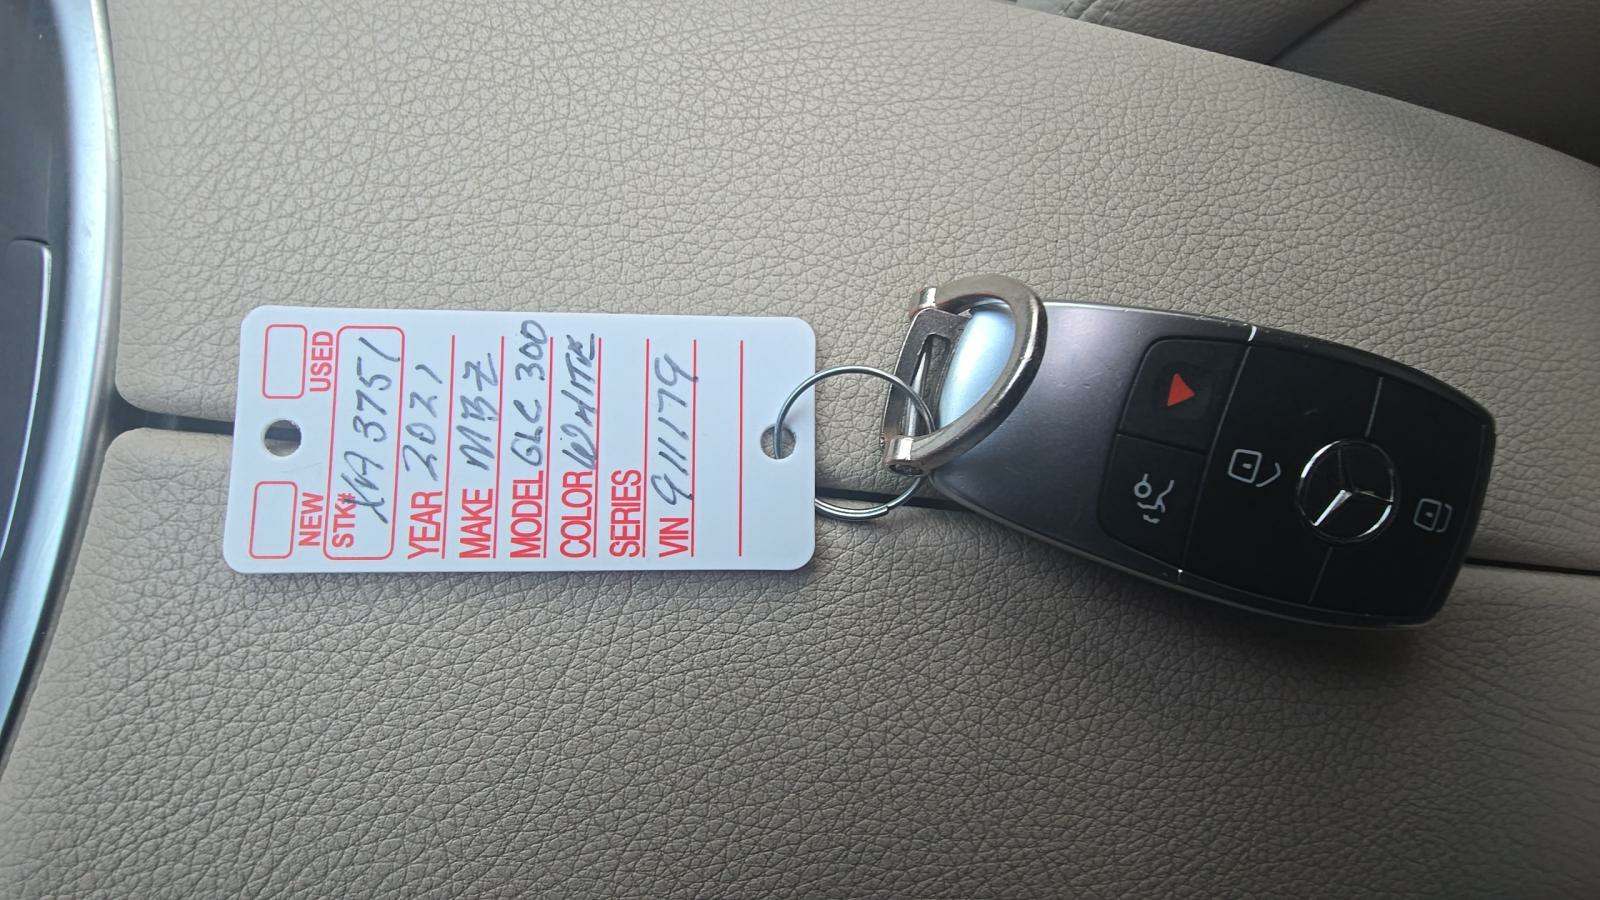 NEW USED
STK# XA3751
YEAR 2021
MAKE MBZ
MODEL GLC 300
COLOR WHITE
SERIES
VIN 911179